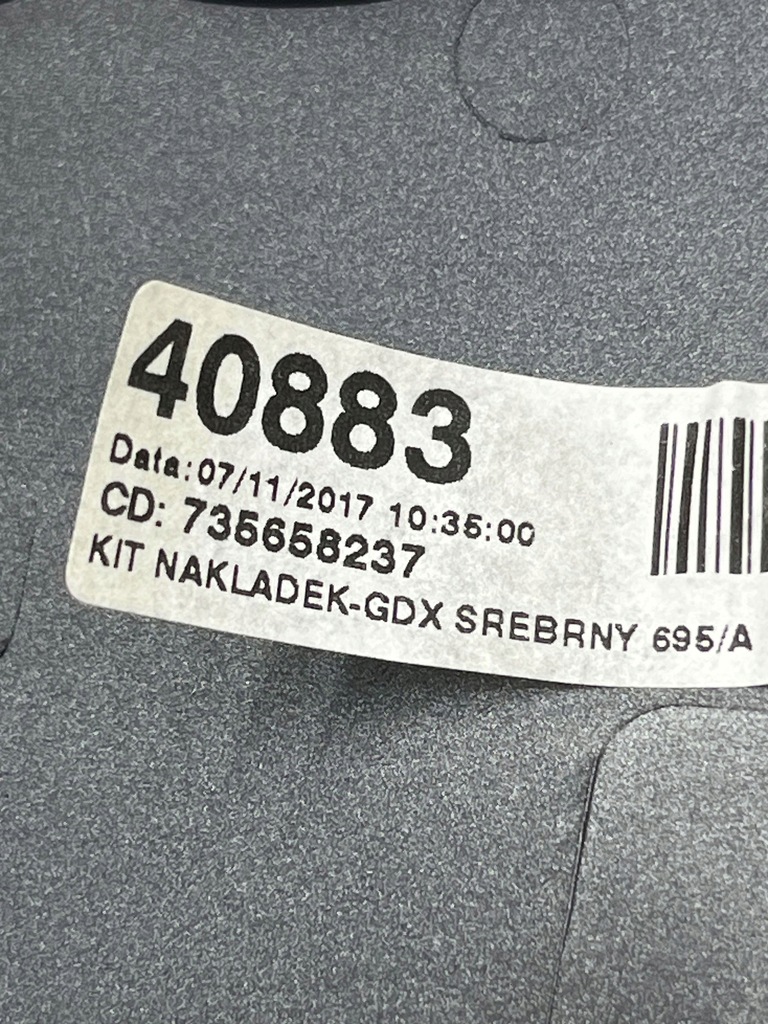 40883
Data:07/11/2017 10:35:00
CD: 735658237
KIT NAKLADEK-GDX SREBRNY 695/A